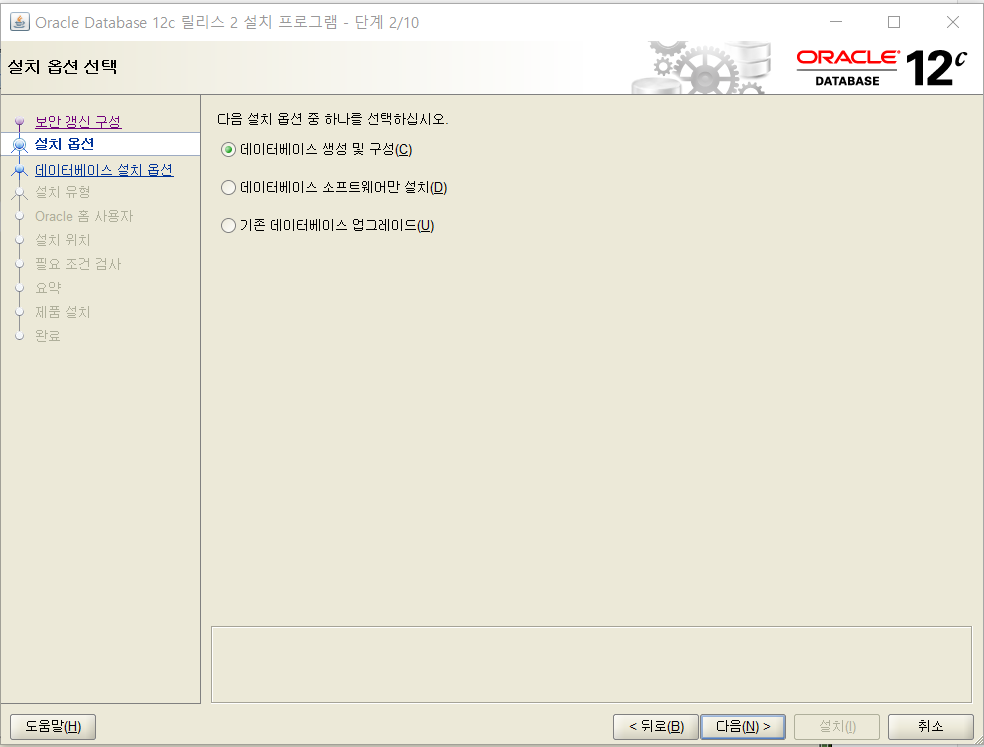 Oracle Database 12c 릴리스 2 설치 프로그램 - 단계 2/10
설치 옵션 선택
ORACLE®
DATABASE
12c
보안 갱신 구성
설치 옵션
데이터베이스 설치 옵션
설치 유형
Oracle 홈 사용자
설치 위치
필요 조건 검사
요약
제품 설치
완료
다음 설치 옵션 중 하나를 선택하십시오.
데이터베이스 생성 및 구성(C)
데이터베이스 소프트웨어만 설치(D)
기존 데이터베이스 업그레이드(U)
도움말(H)
< 뒤로(B)
다음(N) >
설치(I)
취소